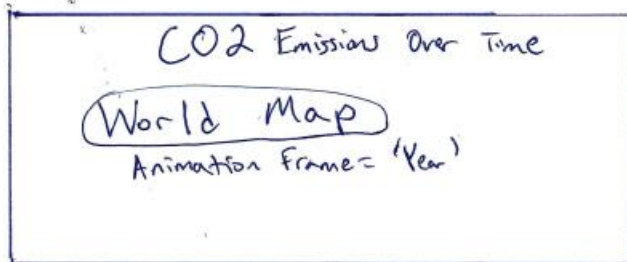 CO2 Emissions Over Time
World Map
Animation Frame = 'Year'